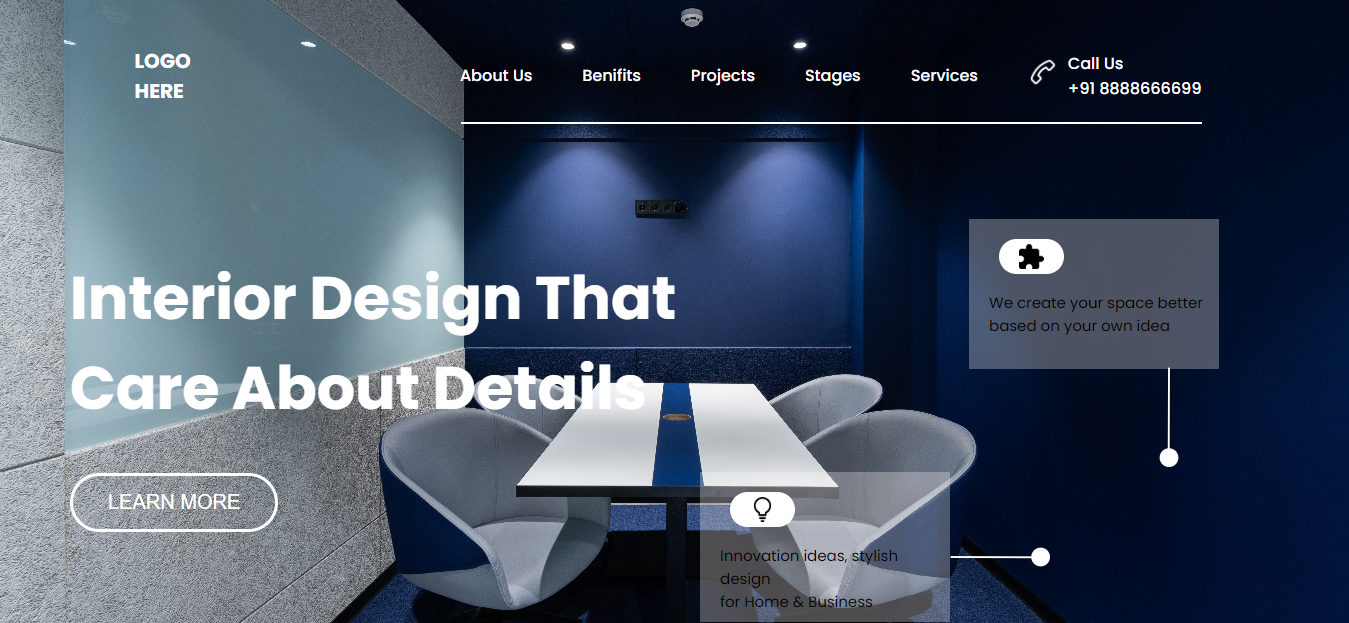 LOGO
HERE
About Us
Benifits
Projects
Stages
Services
Call Us
+91 8888666699
Interior Design That
Care About Details
LEARN MORE
We create your space better
based on your own idea
Innovation ideas, stylish
design
for Home & Business